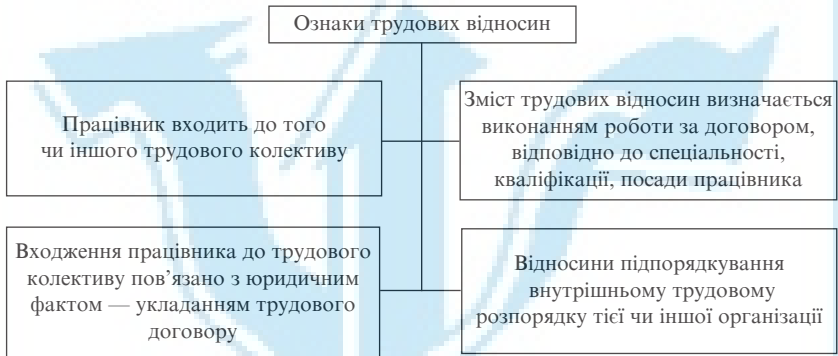 Ознаки трудових відносин
Працівник входить до того
чи іншого трудового колективу
Зміст трудових відносин визначається
виконанням роботи за договором,
відповідно до спеціальності,
кваліфікації, посади працівника
Входження працівника до трудового
колективу пов’язано з юридичним
фактом — укладанням трудового
договору
Відносини підпорядкування
внутрішньому трудовому
розпорядку тієї чи іншої організації